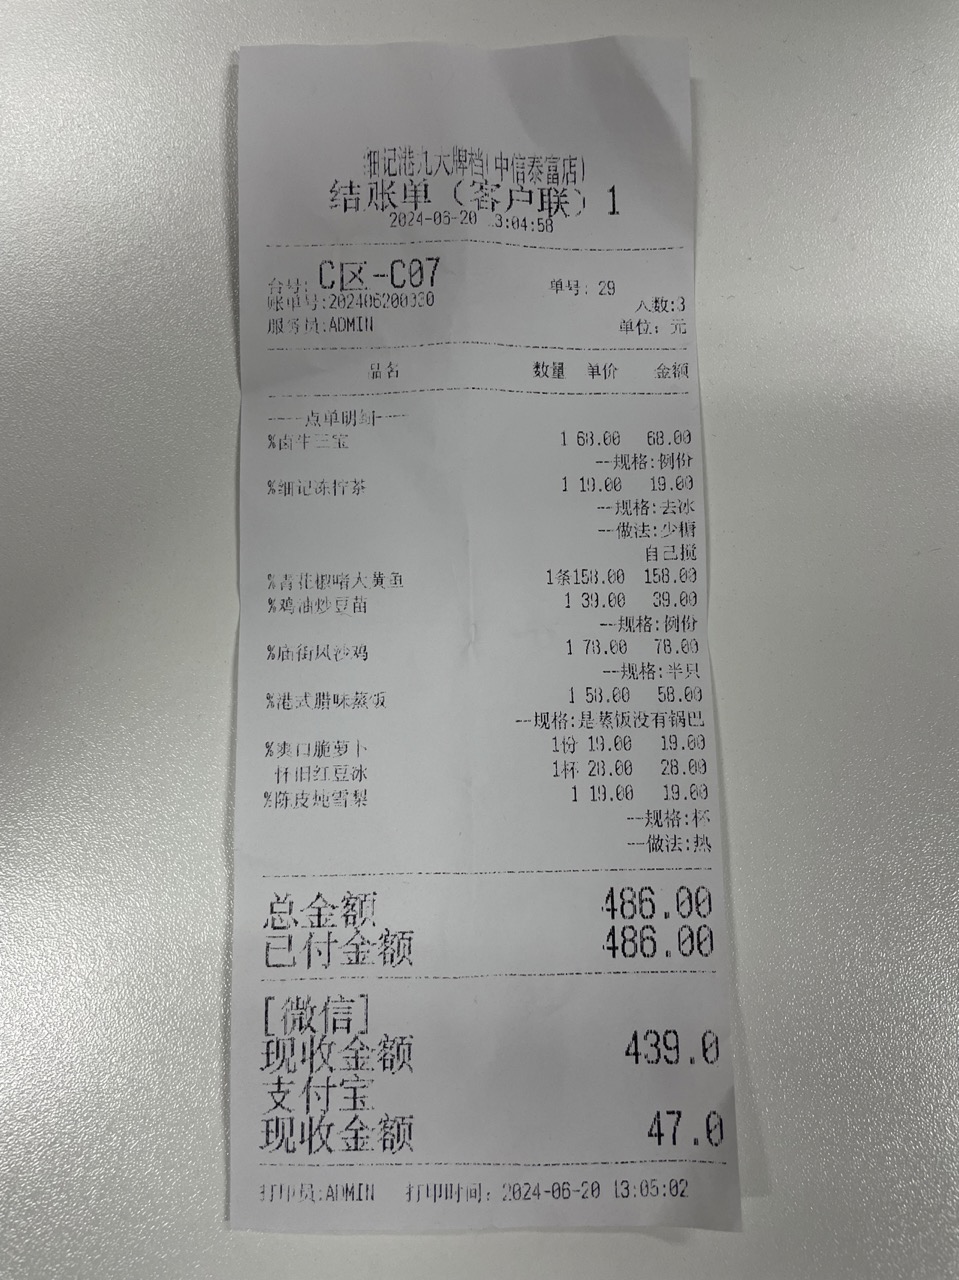 细记港九大牌档(中信泰富店)
结账单（客户联）1
2024-06-20 13:04:58
台号: C区-C07 单号: 29
账单号:202406200330 人数:3
服务员:ADMIN 单位: 元
品名 数量 单价 金额
----点单明细----
%卤牛三宝 1 68.00 68.00
--规格:例份
%细记冻柠茶 1 19.00 19.00
--规格:去冰
--做法:少糖
自己搅
%青花椒啫大黄鱼 1条158.00 158.00
%鸡油炒豆苗 1 39.00 39.00
--规格:例份
%庙街风沙鸡 1 78.00 78.00
--规格:半只
%港式腊味蒸饭 1 58.00 58.00
--规格:是蒸饭没有锅巴
%爽口脆萝卜 1份 19.00 19.00
怀旧红豆冰 1杯 28.00 28.00
%陈皮炖雪梨 1 19.00 19.00
--规格:杯
--做法:热
总金额 486.00
已付金额 486.00
[微信]
现收金额 439.0
支付宝
现收金额 47.0
打印员:ADMIN 打印时间: 2024-06-20 13:05:02